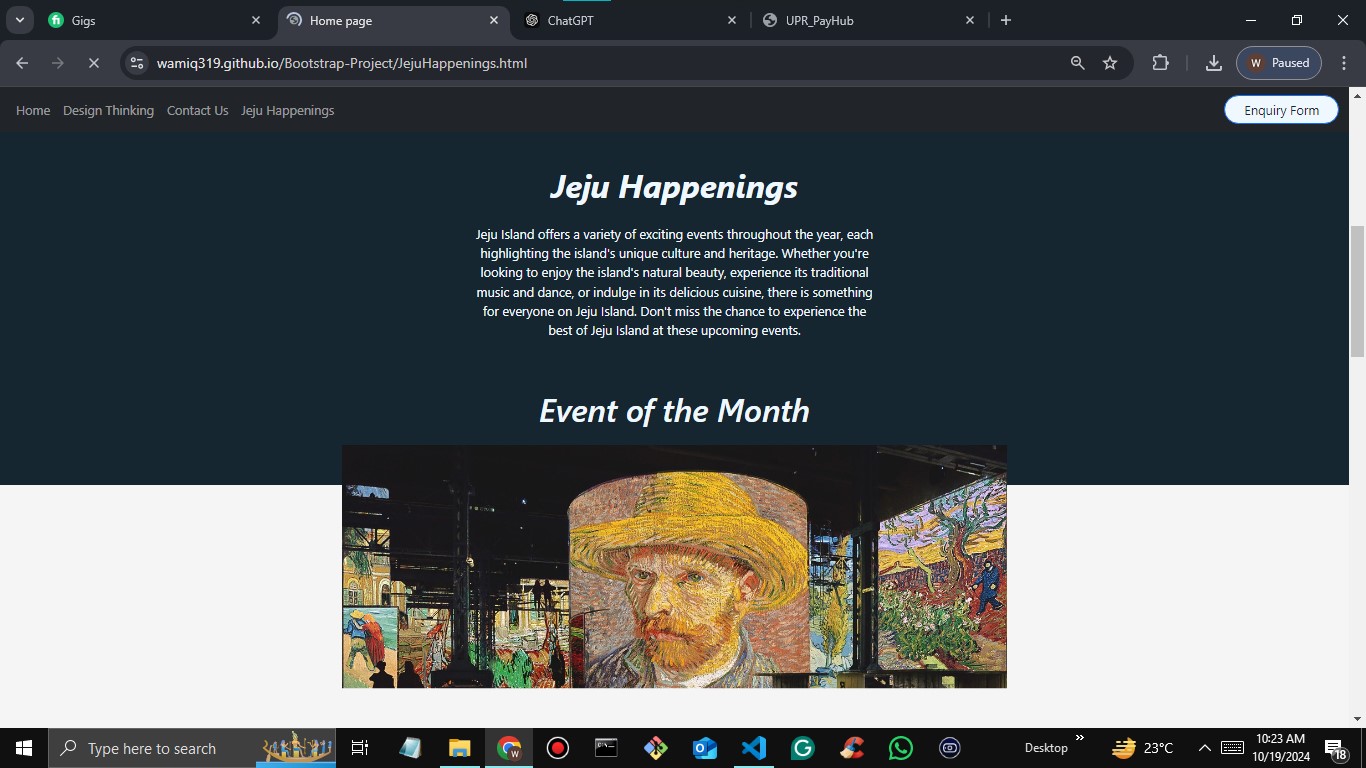 Gigs
Home page
ChatGPT
UPR_PayHub
wamiq319.github.io/Bootstrap-Project/JejuHappenings.html
W Paused
Home Design Thinking Contact Us Jeju Happenings
Enquiry Form
Jeju Happenings
Jeju Island offers a variety of exciting events throughout the year, each
highlighting the island's unique culture and heritage. Whether you're
looking to enjoy the island's natural beauty, experience its traditional
music and dance, or indulge in its delicious cuisine, there is something
for everyone on Jeju Island. Don't miss the chance to experience the
best of Jeju Island at these upcoming events.
Event of the Month
Type here to search
Desktop
23°C
10:23 AM
10/19/2024
18